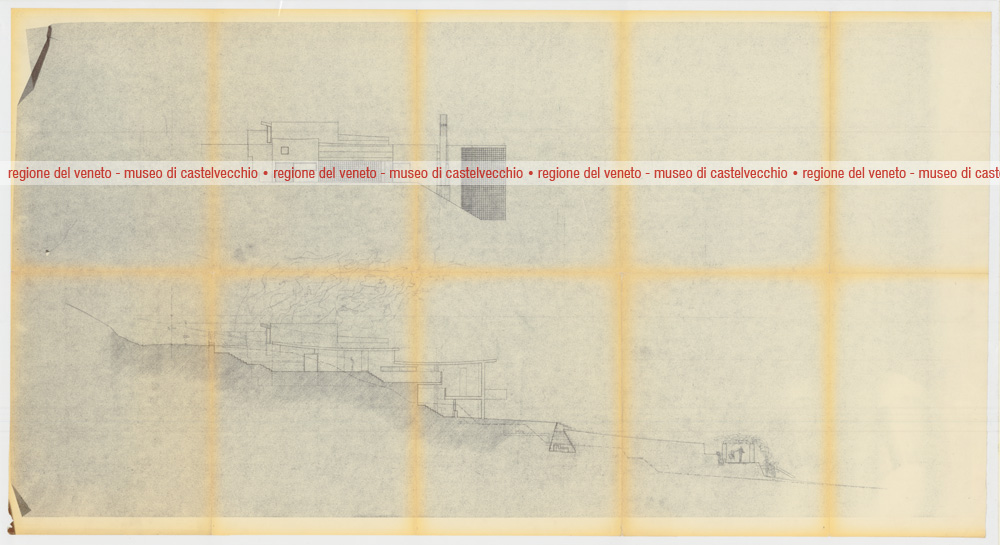 regione del veneto - museo di castelvecchio • regione del veneto - museo di castelvecchio • regione del veneto - museo di castelvecchio • regione del veneto - museo di cast